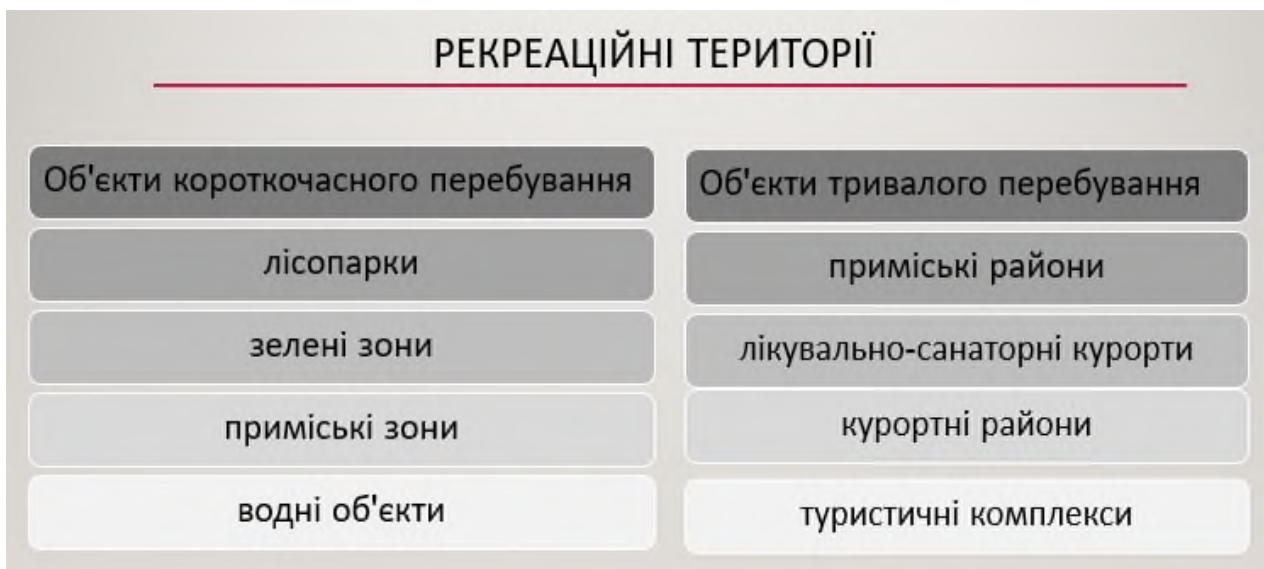 РЕКРЕАЦІЙНІ ТЕРИТОРІЇ
Об'єкти короткочасного перебування
лісопарки
зелені зони
приміські зони
водні об'єкти
Об'єкти тривалого перебування
приміські райони
лікувально-санаторні курорти
курортні райони
туристичні комплекси